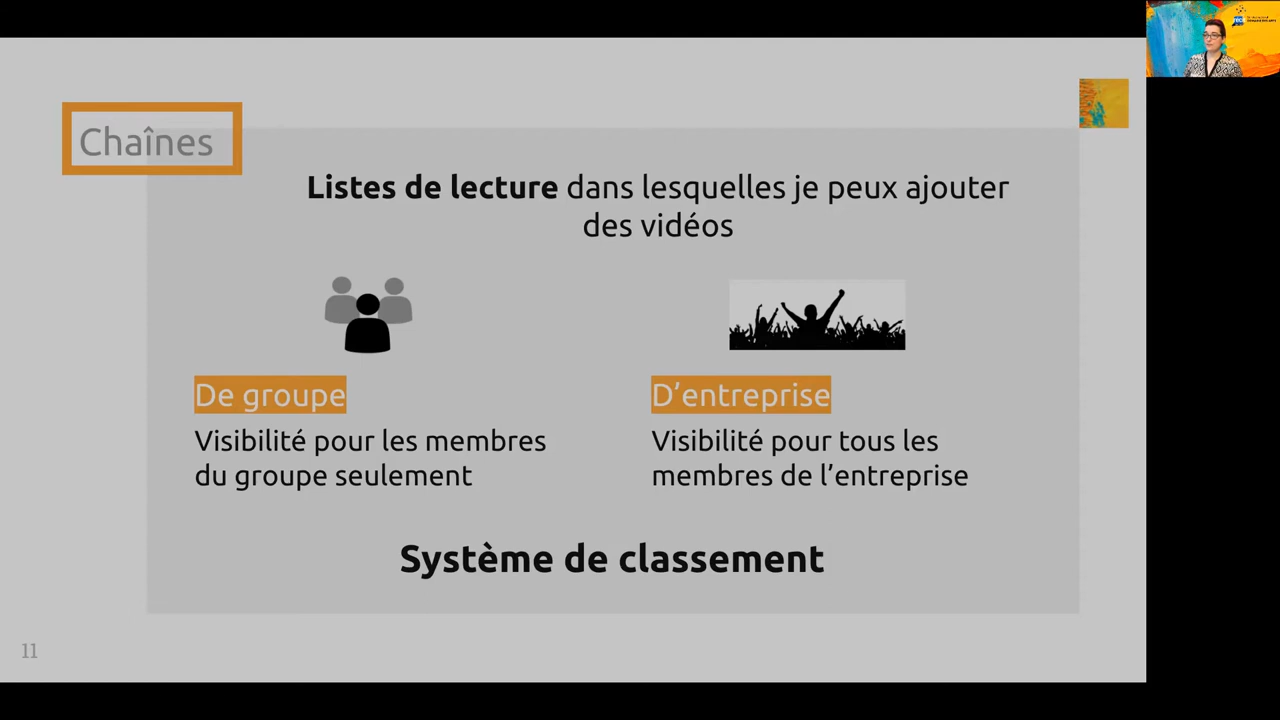 Chaînes
Listes de lecture dans lesquelles je peux ajouter
des vidéos
De groupe
Visibilité pour les membres
du groupe seulement
D’entreprise
Visibilité pour tous les
membres de l’entreprise
Système de classement
11